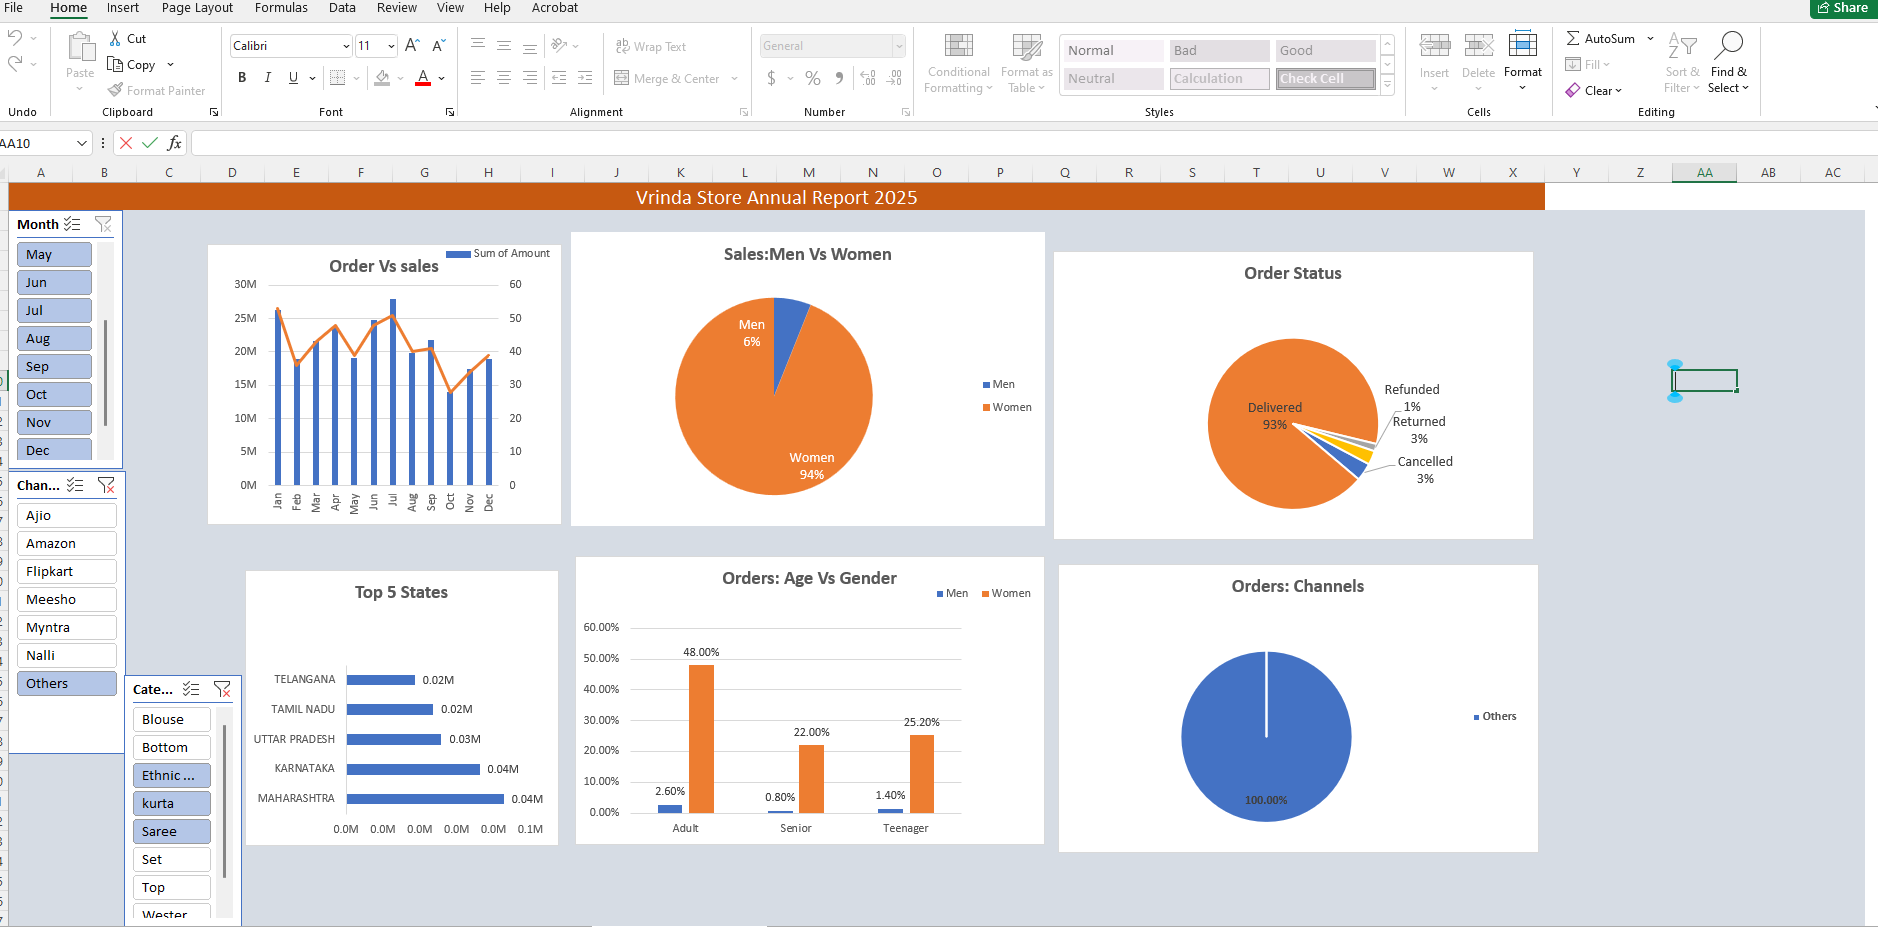 File Home Insert Page Layout Formulas Data Review View Help Acrobat Share
Cut
Copy
Format Painter
Paste
Undo
Clipboard
Calibri 11 A A
B I U A
Font
ab Wrap Text
Merge & Center
Alignment
General
$ % 9
Number
Conditional
Formatting
Format as
Table
Normal Bad Good
Neutral Calculation Check Cell
Styles
Insert Delete Format
Cells
AutoSum
Fill
Clear
Sort &
Filter
Find &
Select
Editing
AA10 fx
A B C D E F G H I J K L M N O P Q R S T U V W X Y Z AA AB AC
Vrinda Store Annual Report 2025
Month
May
Jun
Jul
Aug
Sep
Oct
Nov
Dec
Chan...
Ajio
Amazon
Flipkart
Meesho
Myntra
Nalli
Others
Cate...
Blouse
Bottom
Ethnic ...
kurta
Saree
Set
Top
Wester
Sum of Amount
Order Vs sales
30M 60
25M 50
20M 40
15M 30
10M 20
5M 10
0M 0
Jan Feb Mar Apr May Jun Jul Aug Sep Oct Nov Dec
Sales:Men Vs Women
Men
6%
Women
94%
Men
Women
Order Status
Delivered
93%
Refunded
1%
Returned
3%
Cancelled
3%
Top 5 States
TELANGANA 0.02M
TAMIL NADU 0.02M
UTTAR PRADESH 0.03M
KARNATAKA 0.04M
MAHARASHTRA 0.04M
0.0M 0.0M 0.0M 0.0M 0.0M 0.1M
Orders: Age Vs Gender
Men Women
60.00%
50.00%
40.00%
30.00%
20.00%
10.00%
0.00%
2.60% 48.00%
0.80% 22.00%
1.40% 25.20%
Adult Senior Teenager
Orders: Channels
100.00%
Others